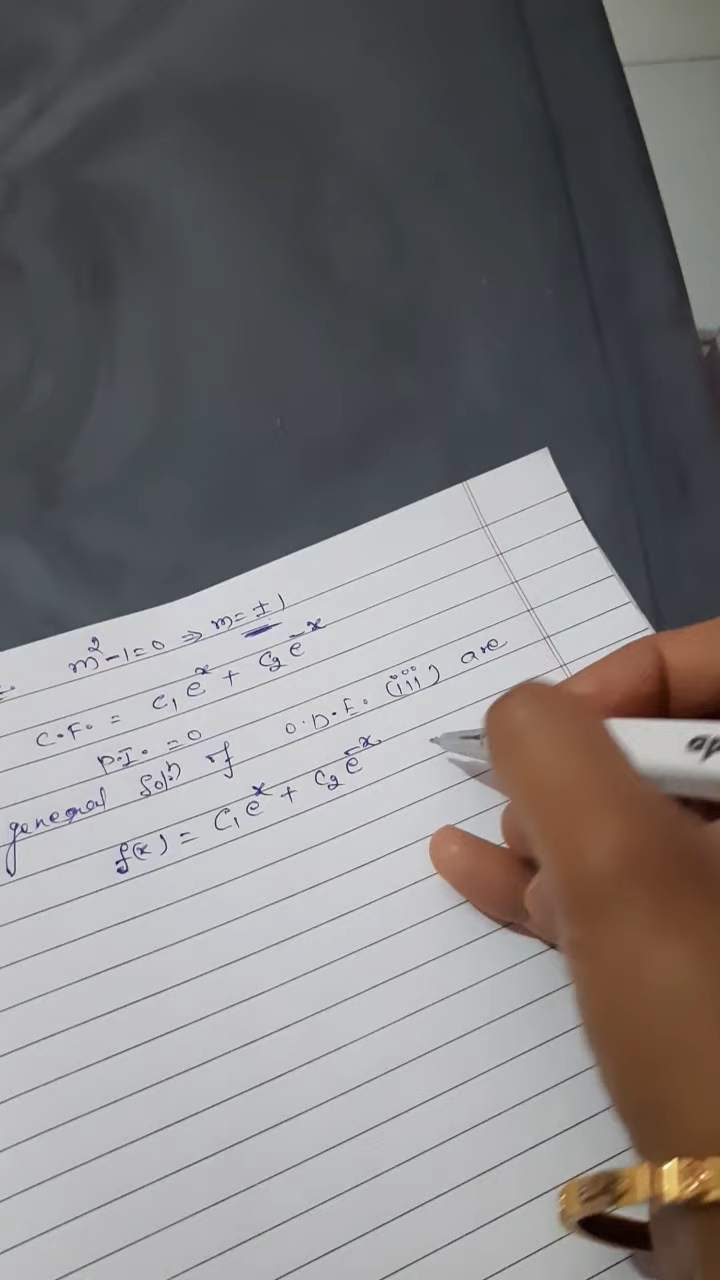 m²-1=0 ⇒ m=±1
C.F. = c₁eˣ + c₂e⁻ˣ
P.I. = 0
general Solⁿ of O.D.E. (iii) are
f(x) = C₁eˣ + C₂e⁻ˣ